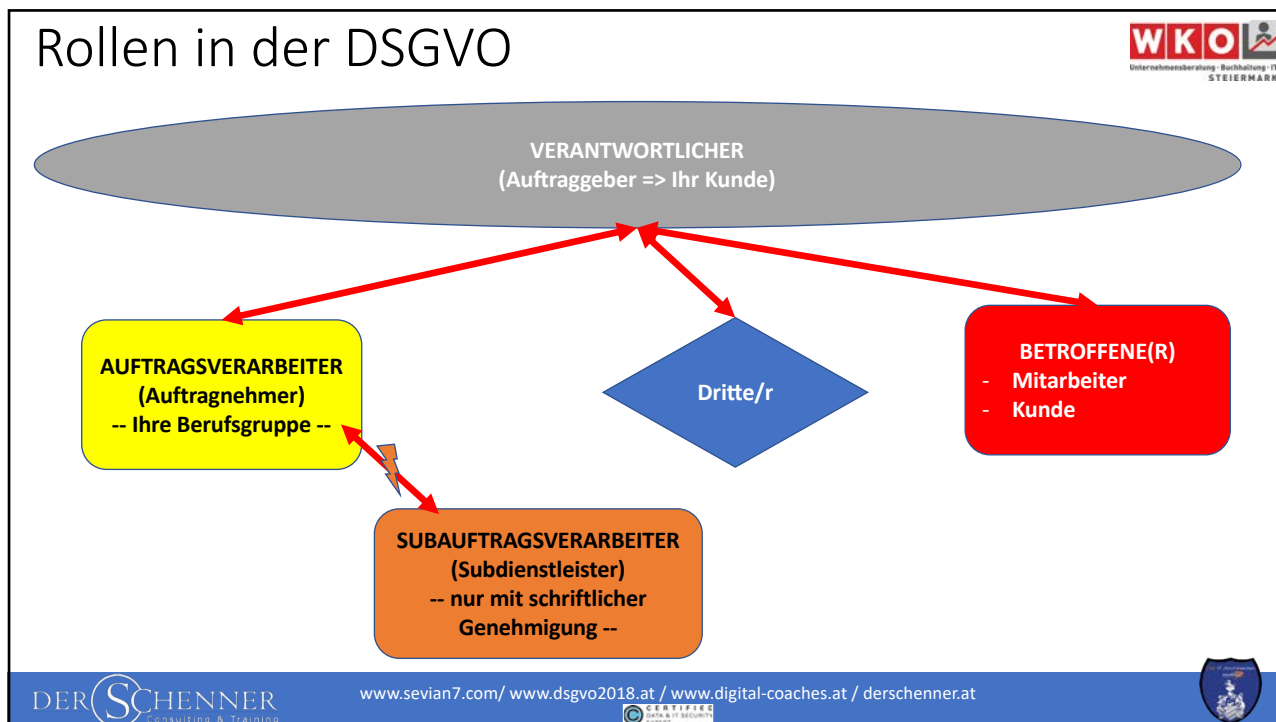 Rollen in der DSGVO
WKO
Unternehmensberatung · Buchhaltung · IT
STEIERMARK
VERANTWORTLICHER
(Auftraggeber => Ihr Kunde)
AUFTRAGSVERARBEITER
(Auftragnehmer)
-- Ihre Berufsgruppe --
Dritte/r
BETROFFENE(R)
- Mitarbeiter
- Kunde
SUBAUFTRAGSVERARBEITER
(Subdienstleister)
-- nur mit schriftlicher
Genehmigung --
DER SCHENNER
Consulting & Training
www.sevian7.com/ www.dsgvo2018.at / www.digital-coaches.at / derschenner.at
CERTIFIED
DATA & IT SECURITY
EXPERT